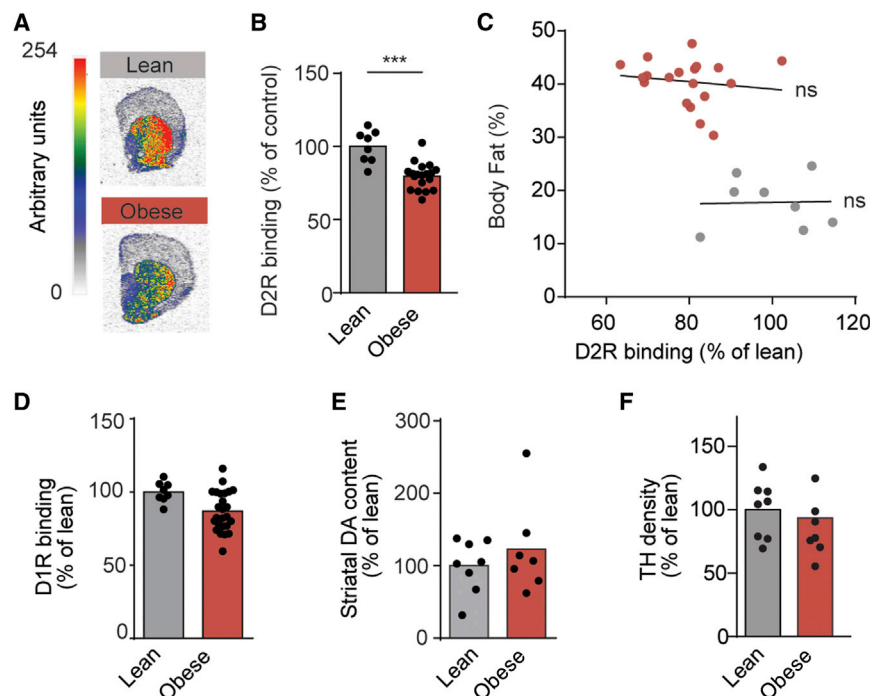 A
254
Arbitrary units
0
Lean
Obese
B
***
D2R binding (% of control)
150
100
50
0
Lean
Obese
C
Body Fat (%)
50
40
30
20
10
0
ns
ns
60
80
100
120
D2R binding (% of lean)
D
D1R binding
(% of lean)
150
100
50
0
Lean
Obese
E
Striatal DA content
(% of lean)
300
200
100
0
Lean
Obese
F
TH density
(% of lean)
150
100
50
0
Lean
Obese